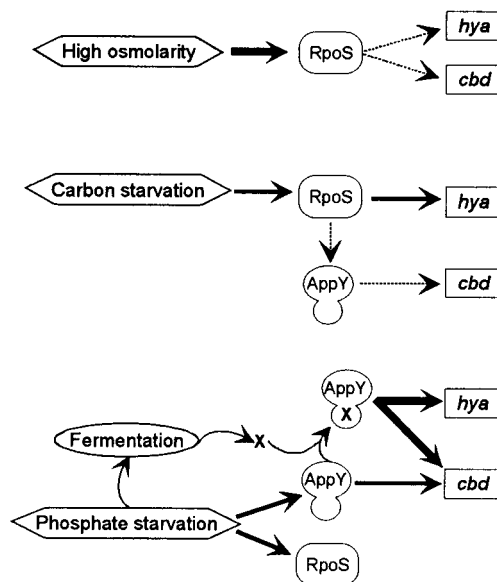 hya
High osmolarity
RpoS
cbd
Carbon starvation
RpoS
hya
AppY
cbd
AppY
X
hya
Fermentation
X
AppY
cbd
Phosphate starvation
RpoS